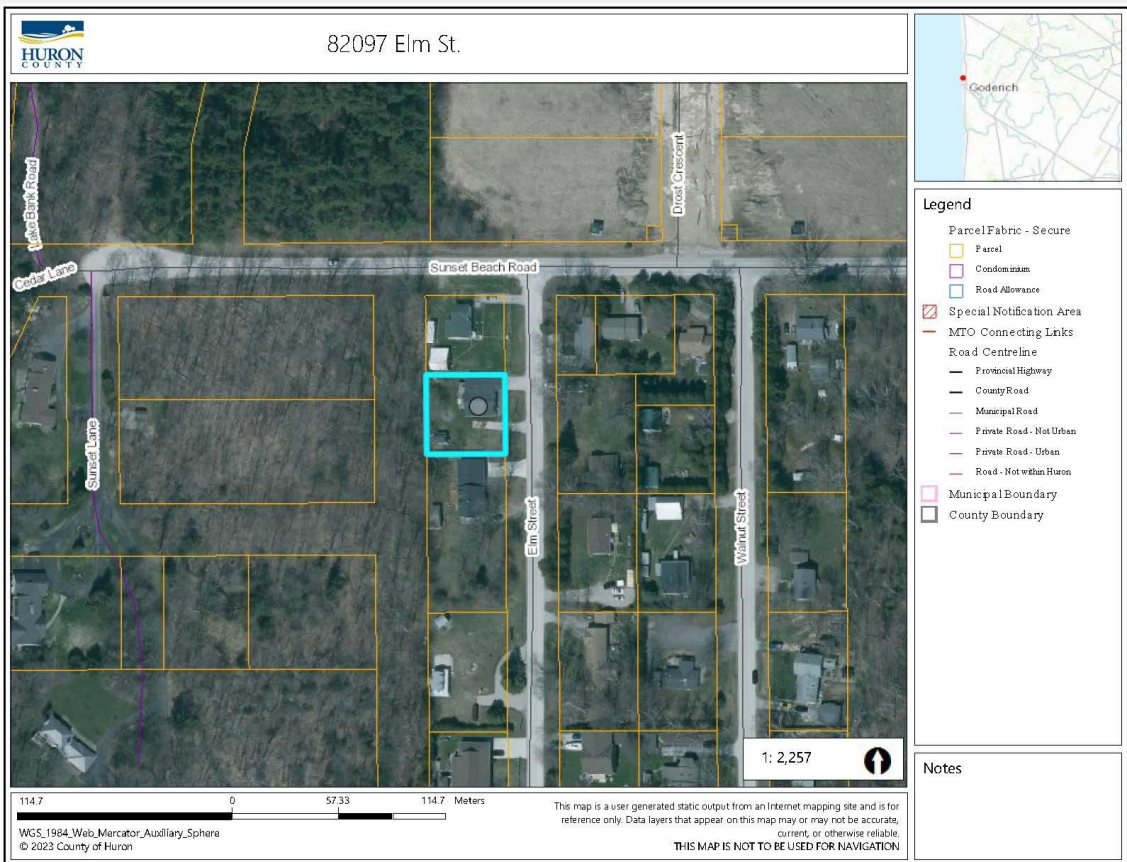 HURON
COUNTY
82097 Elm St.
Godench
Lake Bank Road
Cedar Lane
Sunset Beach Road
Drost Crescent
Sunset Lane
Elm Street
Walnut Street
1: 2,257
Legend
Parcel Fabric - Secure
Parcel
Condominium
Road Allowance
Special Notification Area
MTO Connecting Links
Road Centreline
Provincial Highway
County Road
Municipal Road
Private Road - Not Urban
Private Road - Urban
Road - Not within Huron
Municipal Boundary
County Boundary
Notes
114.7 0 57.33 114.7 Meters
WGS_1984_Web_Mercator_Auxiliary_Sphere
© 2023 County of Huron
This map is a user generated static output from an Internet mapping site and is for
reference only. Data layers that appear on this map may or may not be accurate,
current, or otherwise reliable.
THIS MAP IS NOT TO BE USED FOR NAVIGATION